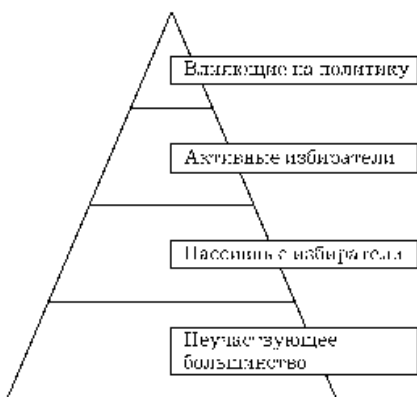 Влияющие на политику
Активные избиратели
Пассивные избиратели
Неучаствующее
большинство